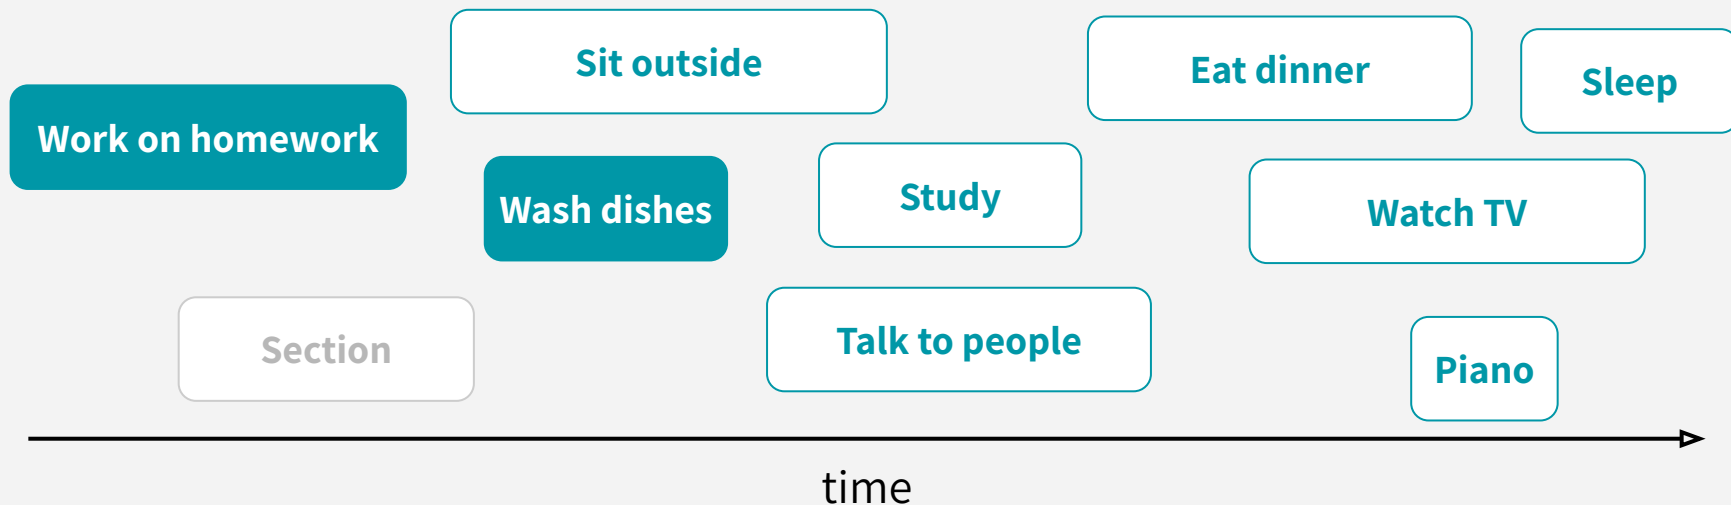 Sit outside
Eat dinner
Sleep
Work on homework
Wash dishes
Study
Watch TV
Section
Talk to people
Piano
time